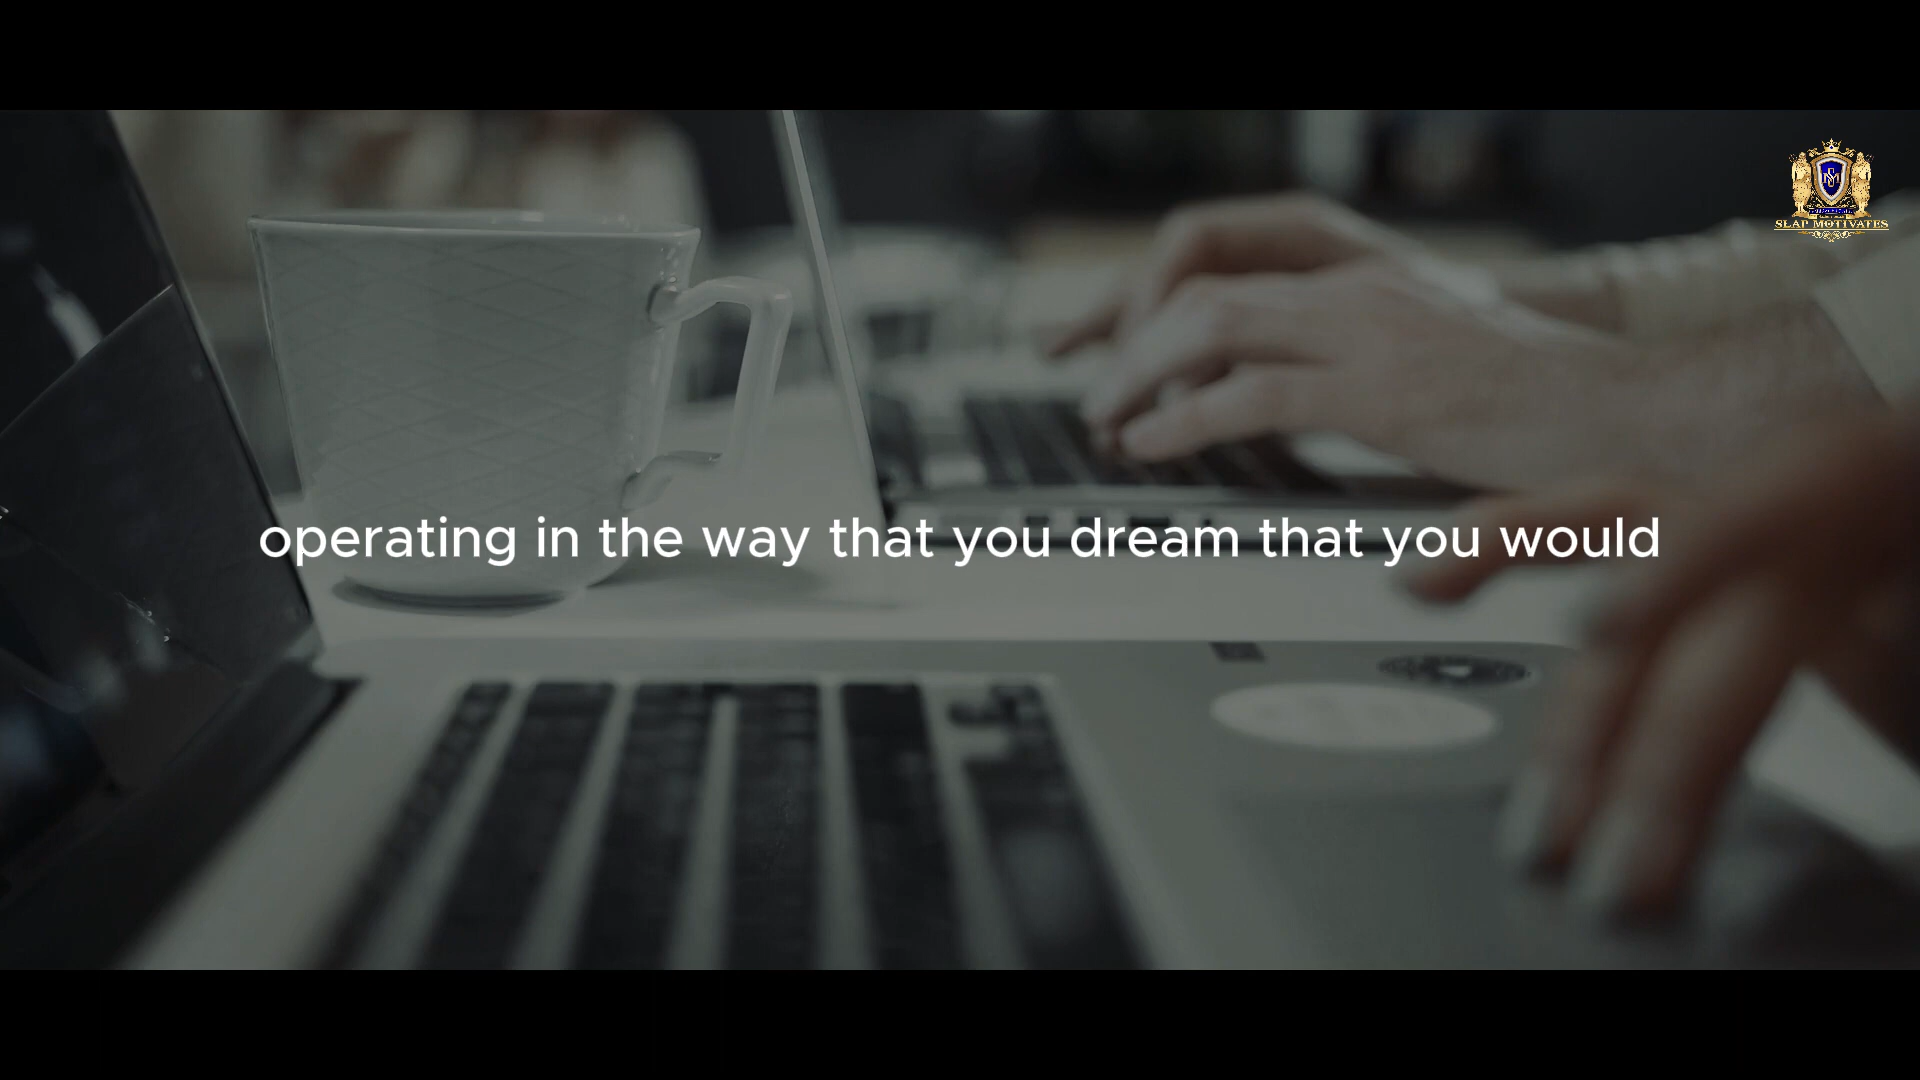 SLAP MOTIVATES
operating in the way that you dream that you would